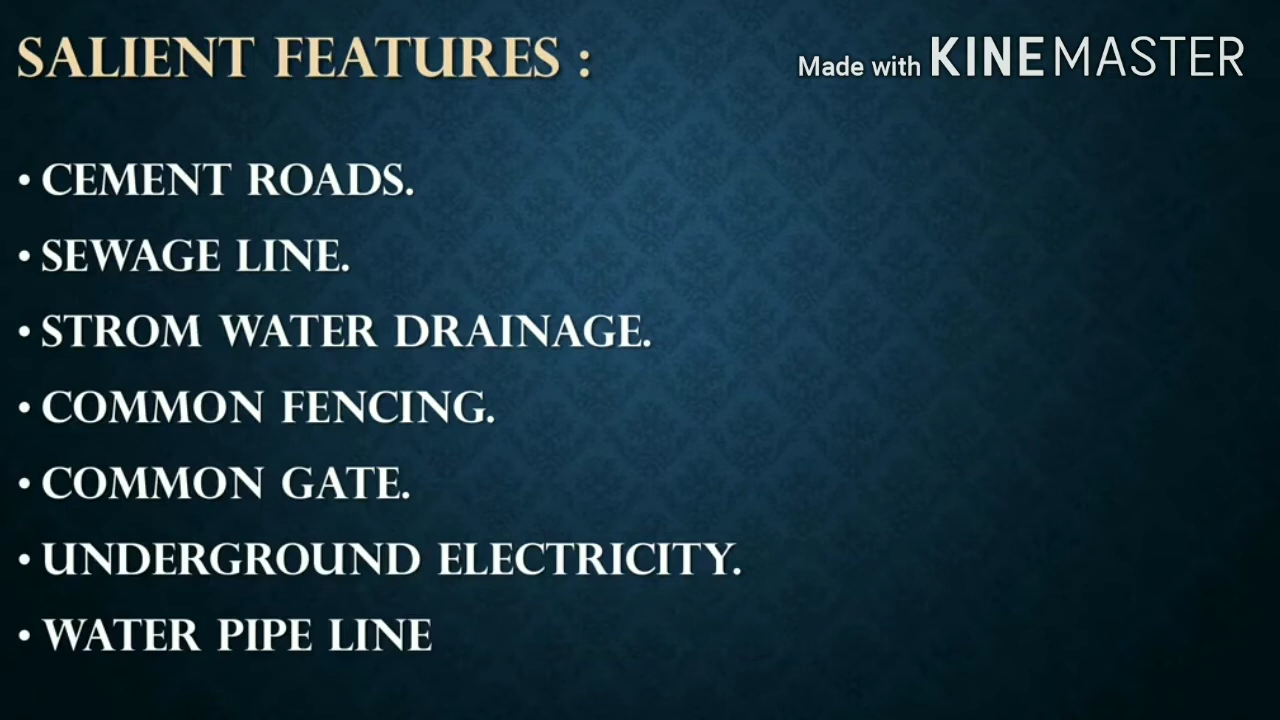 SALIENT FEATURES :
Made with KINEMASTER
• CEMENT ROADS.
• SEWAGE LINE.
• STROM WATER DRAINAGE.
• COMMON FENCING.
• COMMON GATE.
• UNDERGROUND ELECTRICITY.
• WATER PIPE LINE